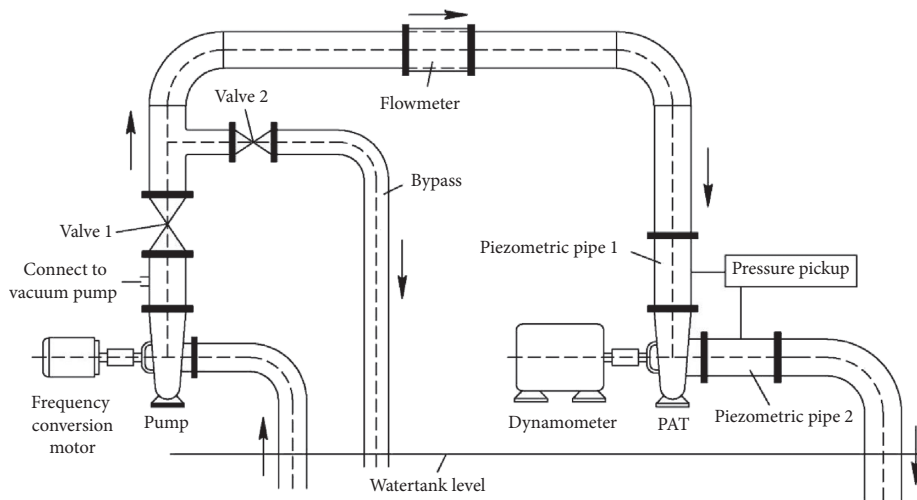 Valve 2
Flowmeter
Bypass
Valve 1
Piezometric pipe 1
Pressure pickup
Connect to
vacuum pump
Frequency
conversion
motor
Pump
Dynamometer
PAT
Piezometric pipe 2
Watertank level